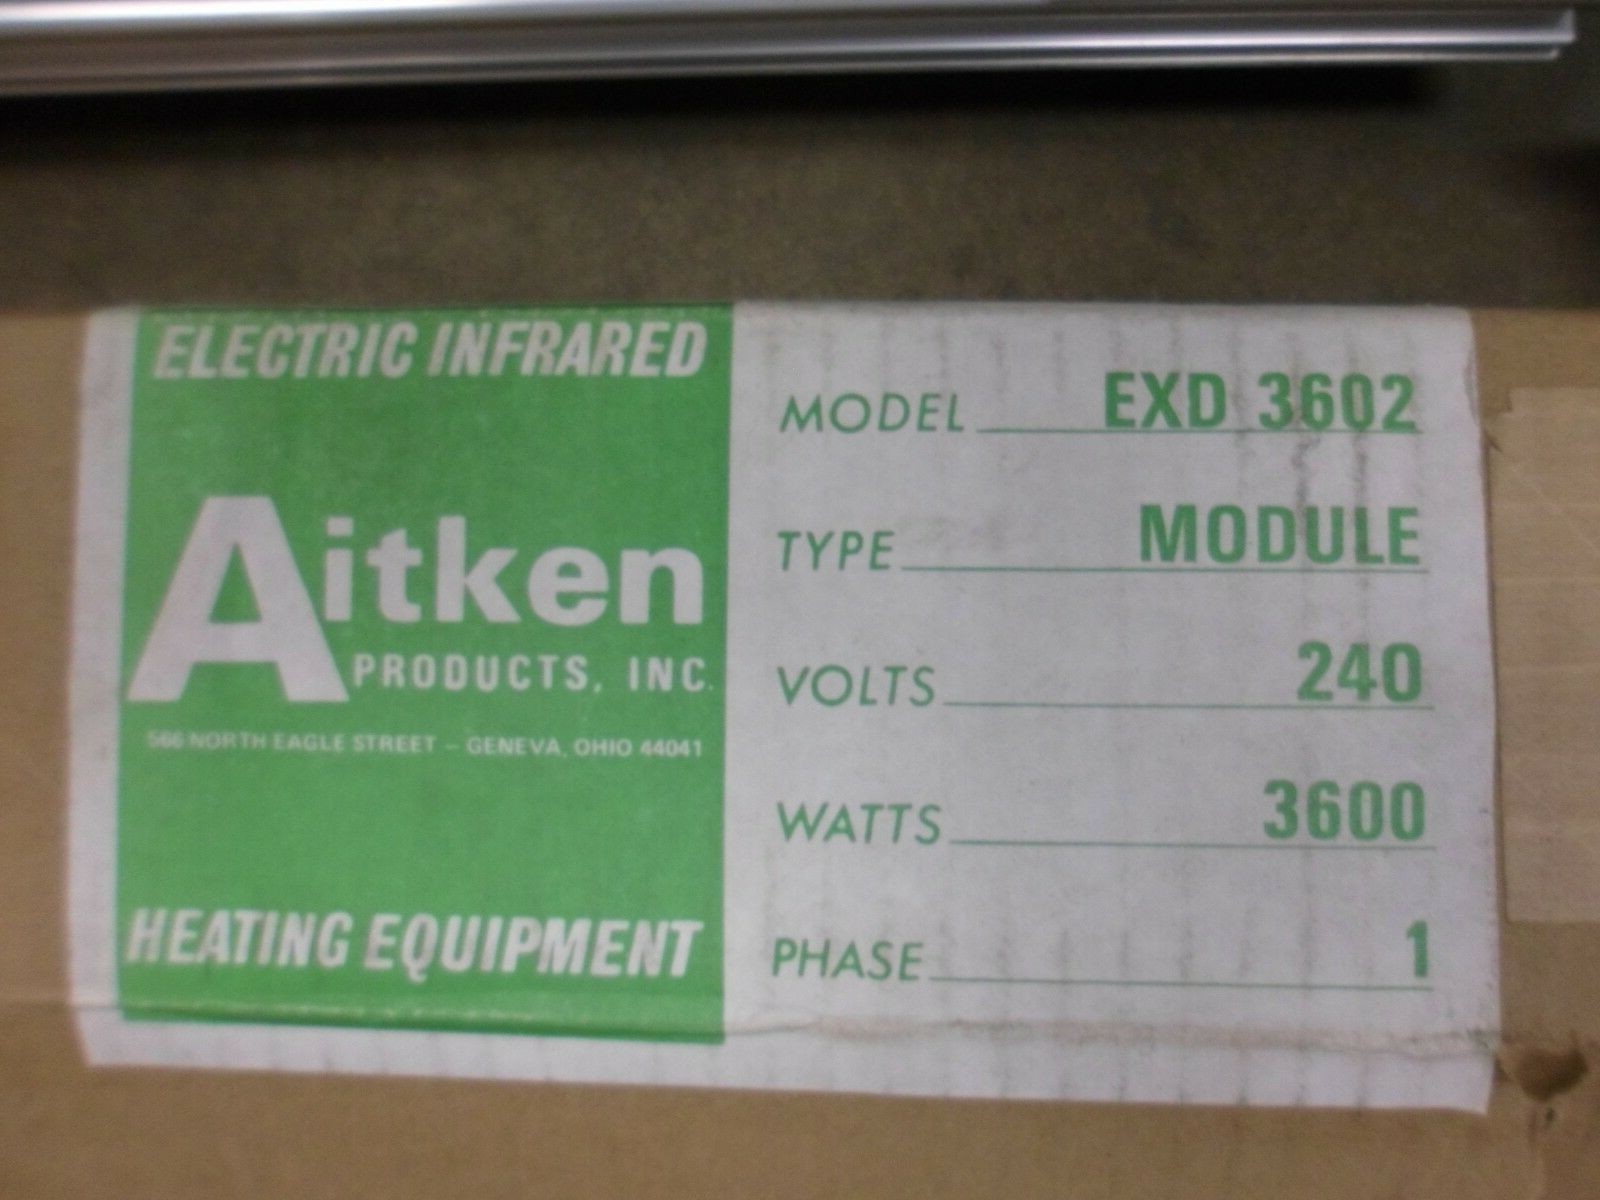 ELECTRIC INFRARED
Aitken
PRODUCTS, INC.
566 NORTH EAGLE STREET – GENEVA, OHIO 44041
HEATING EQUIPMENT
MODEL EXD 3602
TYPE MODULE
VOLTS 240
WATTS 3600
PHASE 1